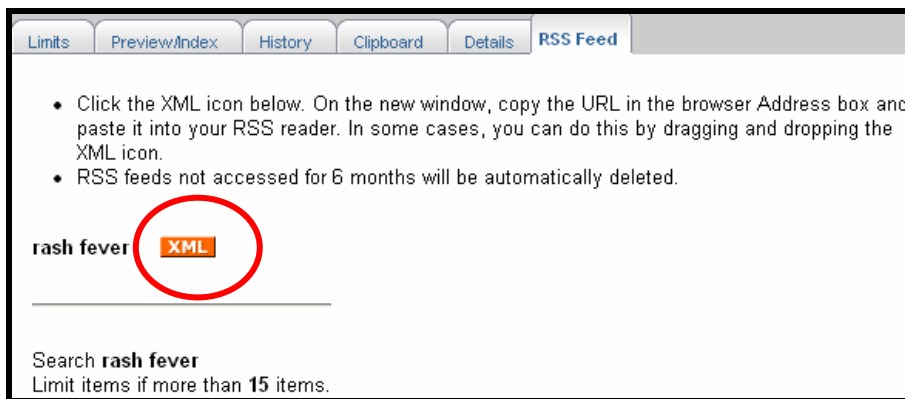 Limits Preview/Index History Clipboard Details RSS Feed
• Click the XML icon below. On the new window, copy the URL in the browser Address box and
paste it into your RSS reader. In some cases, you can do this by dragging and dropping the
XML icon.
• RSS feeds not accessed for 6 months will be automatically deleted.
rash fever XML
Search rash fever
Limit items if more than 15 items.